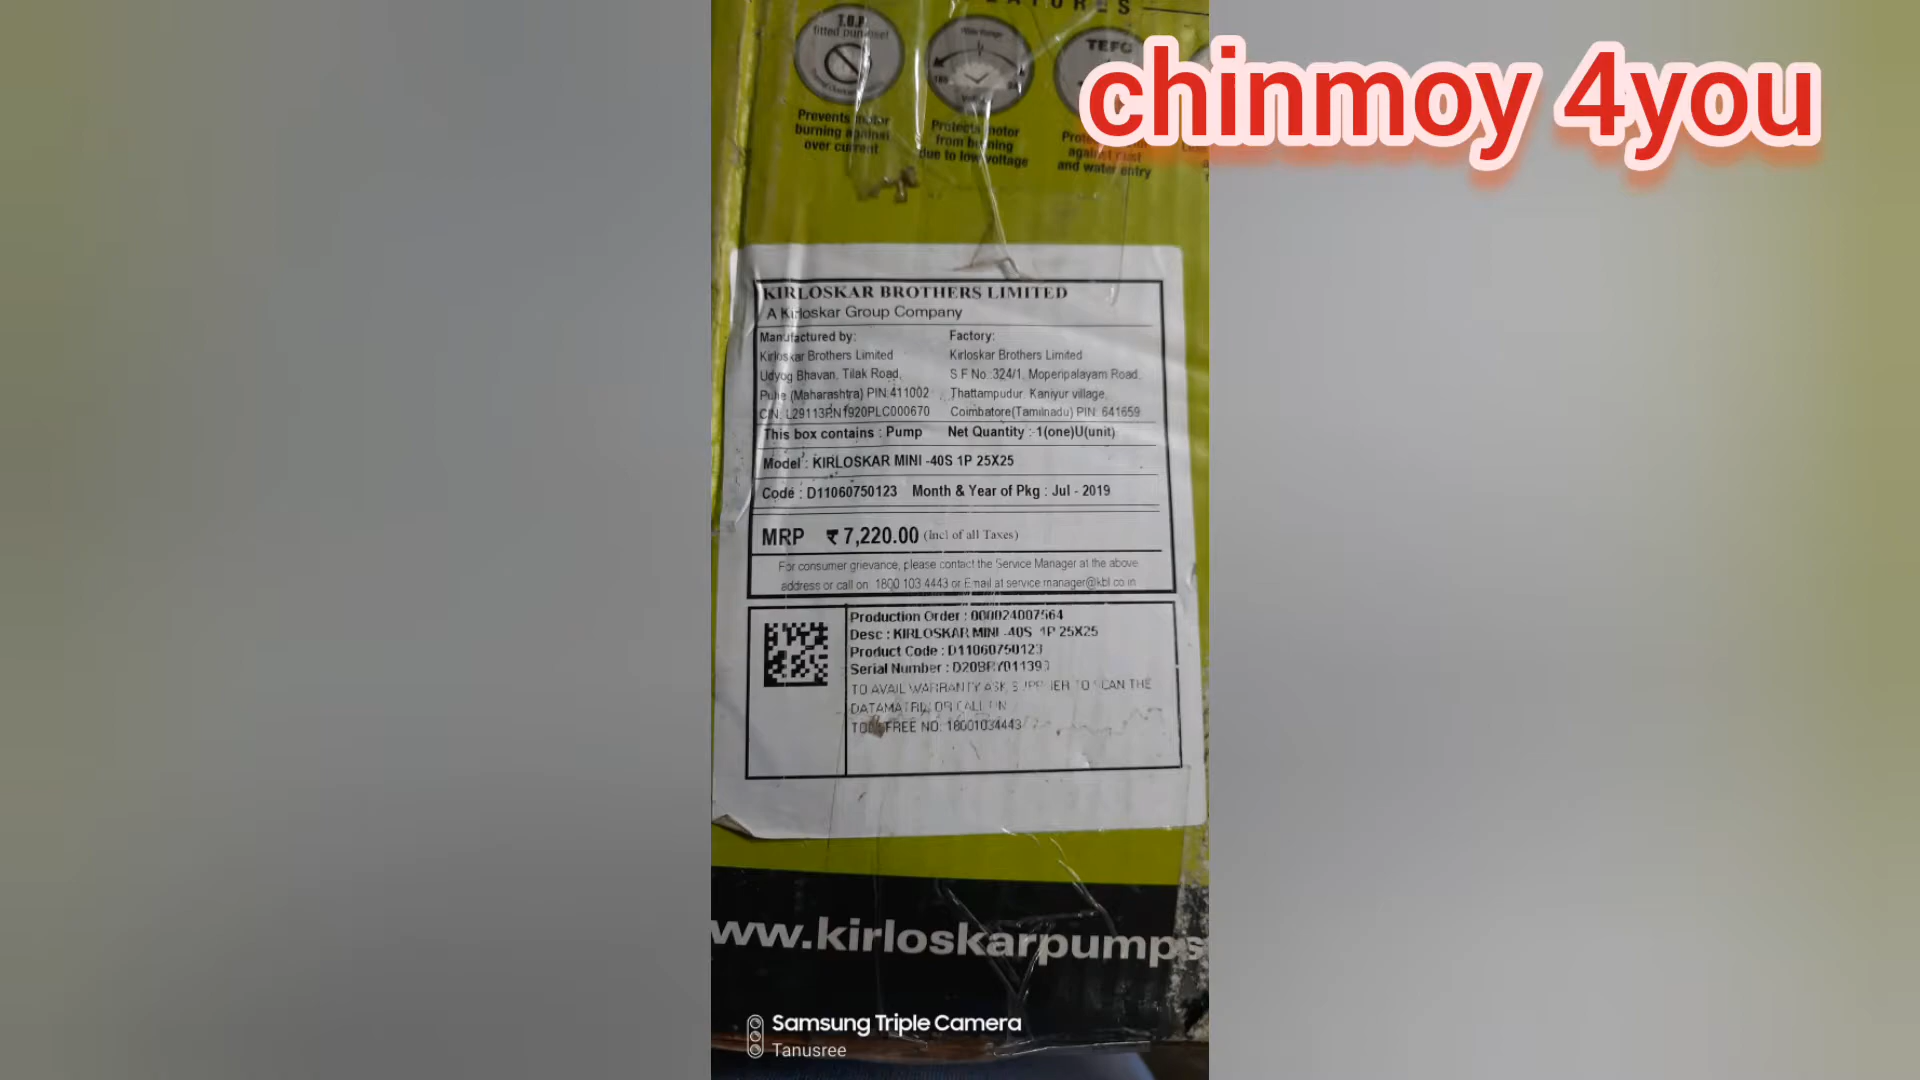 T.O.P.
fitted
TEFC
chinmoy 4you
Prevents motor
burning against
over current
Protects motor
from burning
due to low voltage
against rust
and water entry
KIRLOSKAR BROTHERS LIMITED
A Kirloskar Group Company
Manufactured by: Factory:
Kirloskar Brothers Limited Kirloskar Brothers Limited
Udyog Bhavan, Tilak Road, S F No :324/1, Moperipalayam Road,
Pune (Maharashtra) PIN:411002 Thattampudur, Kaniyur village,
CIN: L29113PN1920PLC000670 Coimbatore(Tamilnadu) PIN: 641659
This box contains : Pump Net Quantity :-1(one)U(unit)
Model : KIRLOSKAR MINI -40S 1P 25X25
Code : D11060750123 Month & Year of Pkg : Jul - 2019
MRP ₹ 7,220.00 (Incl of all Taxes)
For consumer grievance, please contact the Service Manager at the above
address or call on 1800 103 4443 or Email at service.manager@kbl.co.in
Production Order : 000024007564
Desc : KIRLOSKAR MINI -40S 1P 25X25
Product Code : D11060750123
Serial Number :
TO AVAIL WARRANTY ASK SUPPLIER TO SCAN THE
DATAMATRIX OR CALL ON
TOLL FREE NO: 18001034443
ww.kirloskarpumps
Samsung Triple Camera
Tanusree